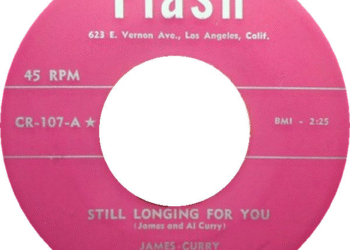 Flash
623 E. Vernon Ave., Los Angeles, Calif.
45 RPM
CR-107-A ★
BMI - 2:25
STILL LONGING FOR YOU
(James and Al Curry)
JAMES CURRY